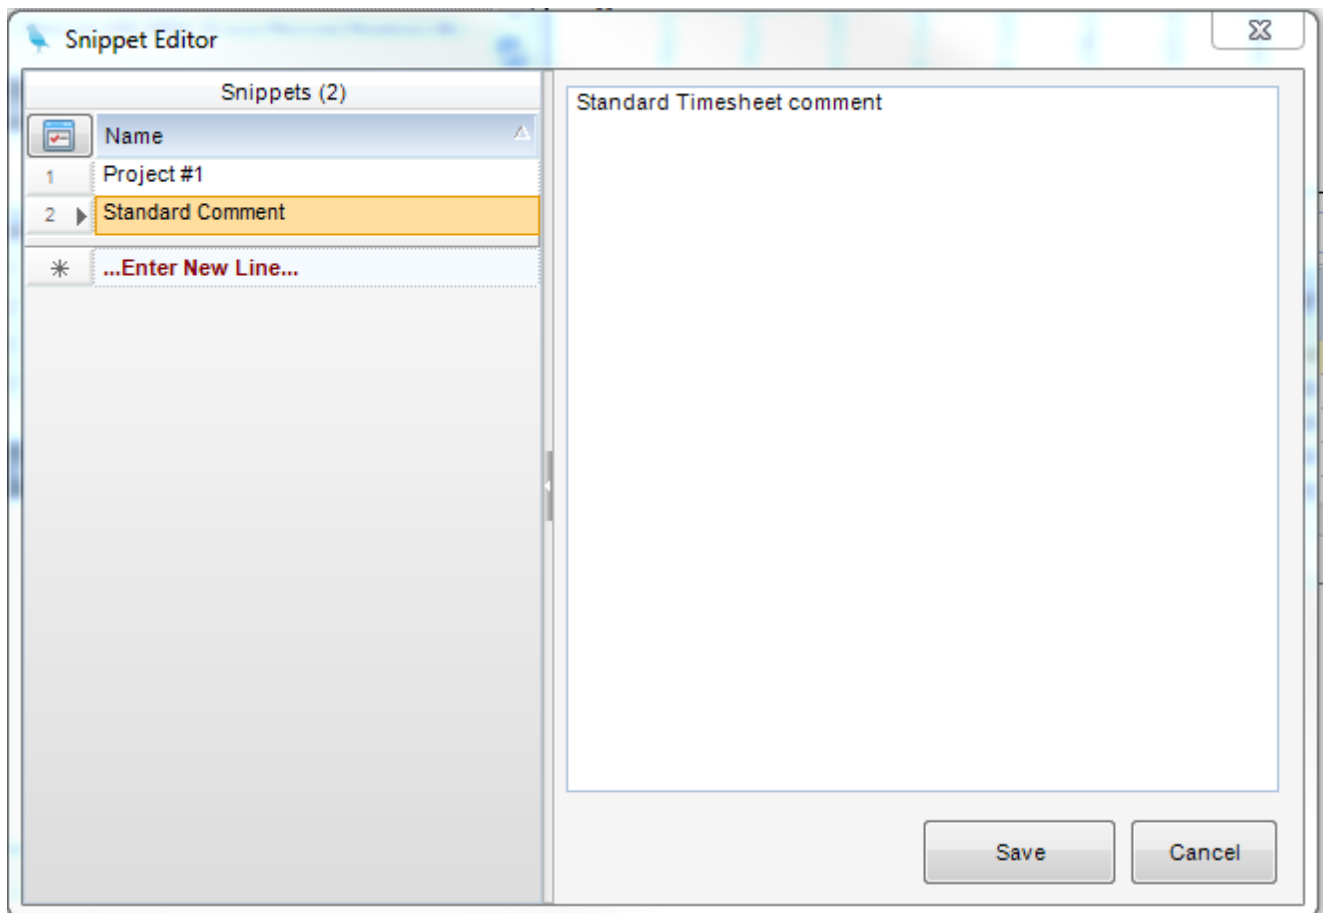 Snippet Editor
Snippets (2)
Name
1 Project #1
2 Standard Comment
...Enter New Line...
Standard Timesheet comment
Save
Cancel